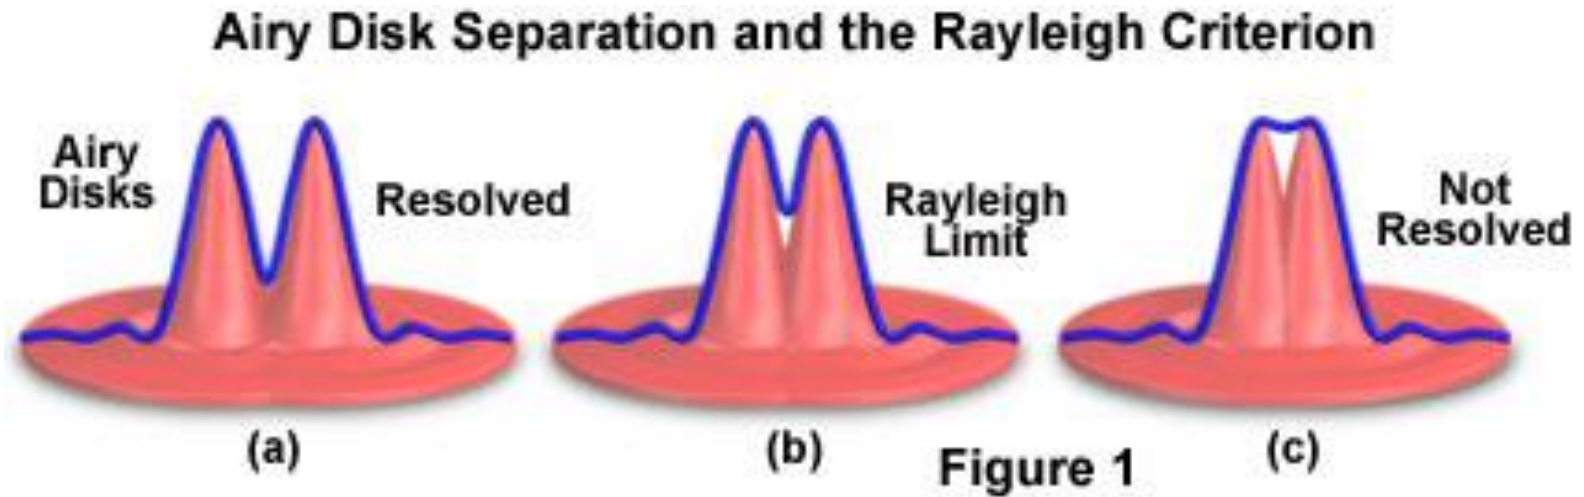 Airy Disk Separation and the Rayleigh Criterion
Airy
Disks
Resolved
Rayleigh
Limit
Not
Resolved
(a)
(b)
(c)
Figure 1